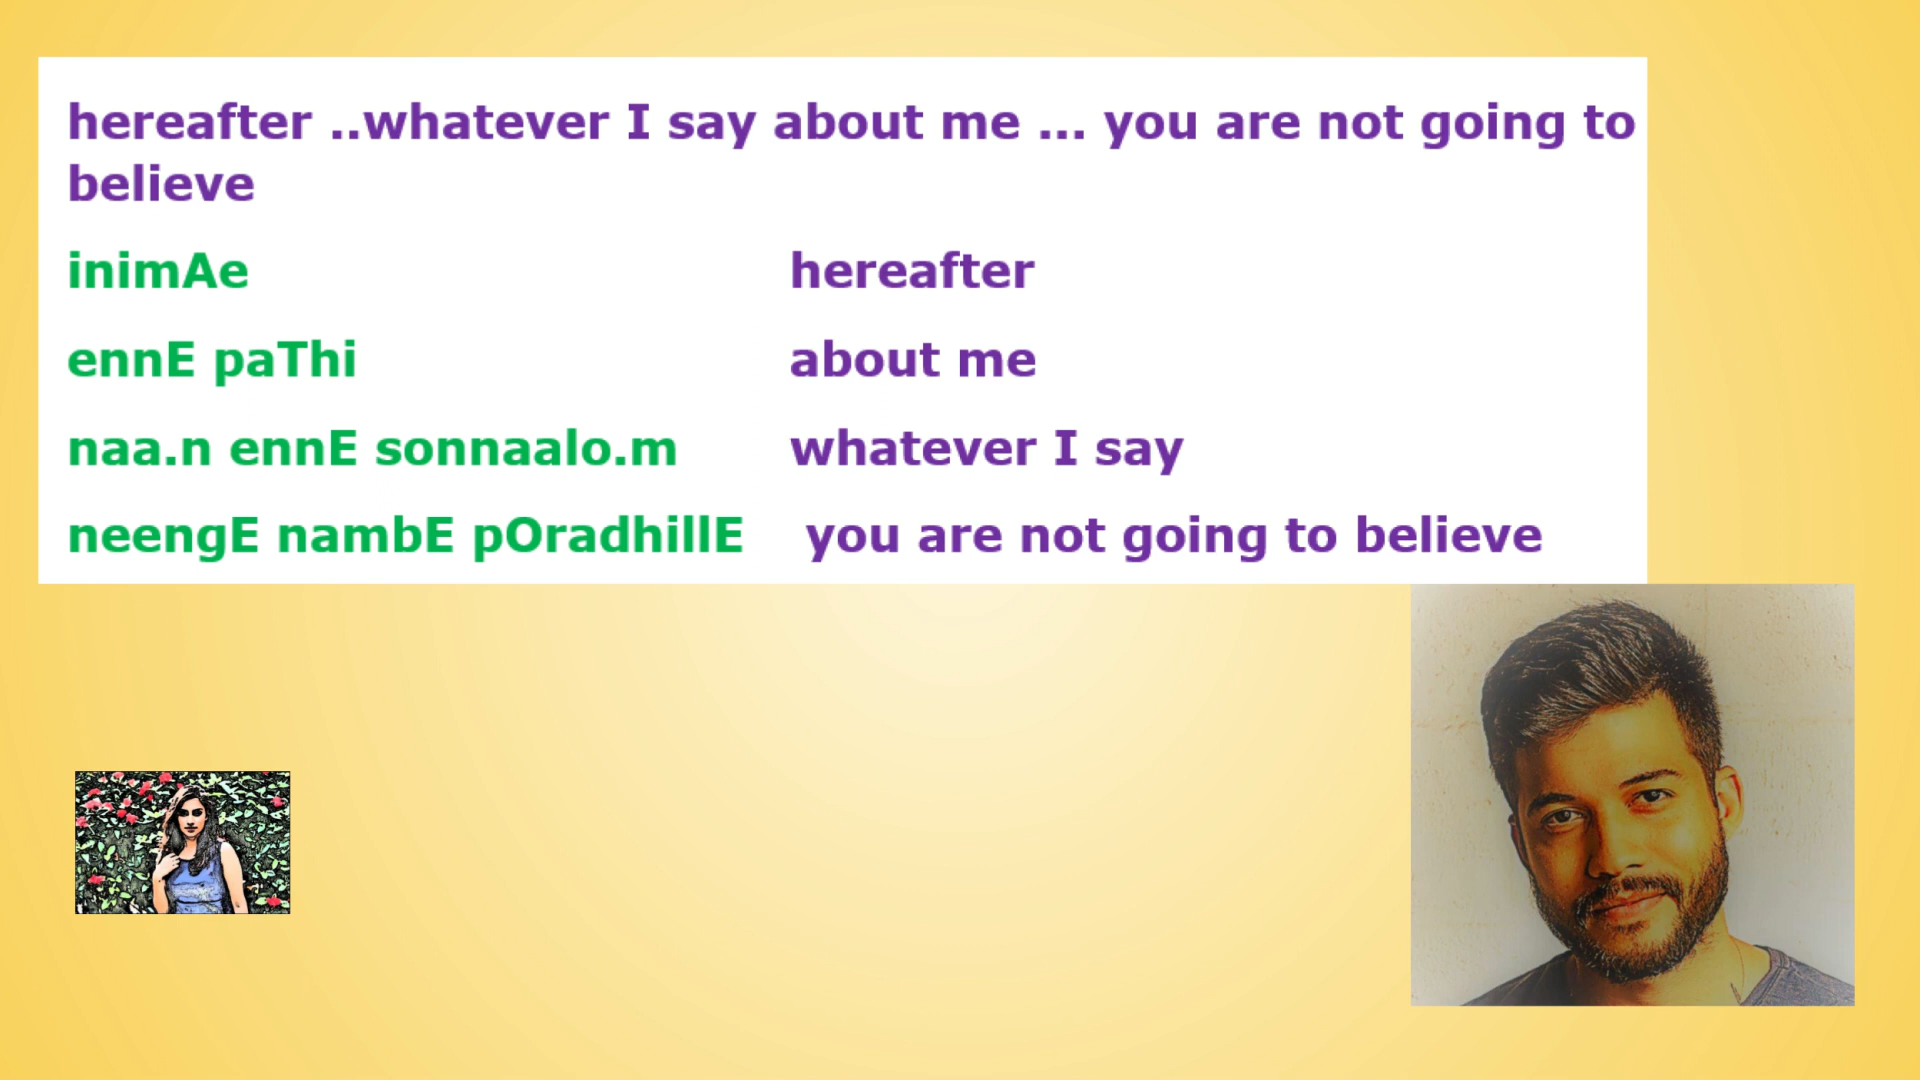 hereafter ..whatever I say about me ... you are not going to
believe
inimAe hereafter
ennE paThi about me
naa.n ennE sonnaalo.m whatever I say
neengE nambE pOradhillE you are not going to believe